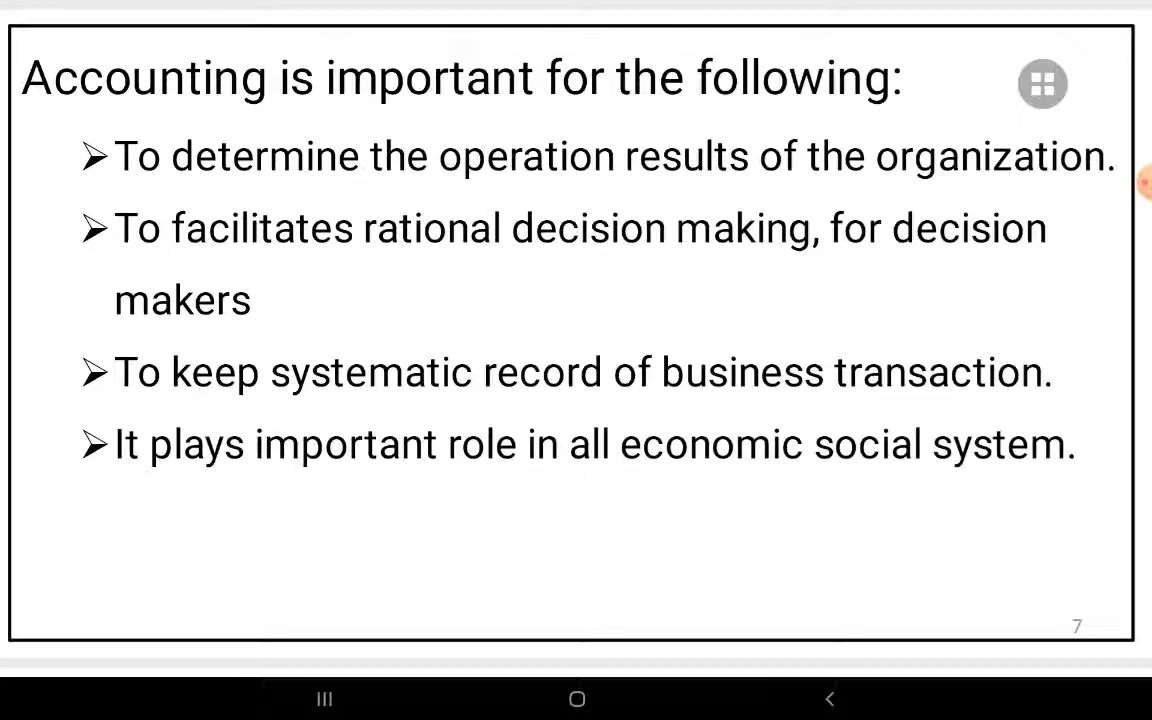 Accounting is important for the following:
➢To determine the operation results of the organization.
➢To facilitates rational decision making, for decision
makers
➢To keep systematic record of business transaction.
➢It plays important role in all economic social system.
7